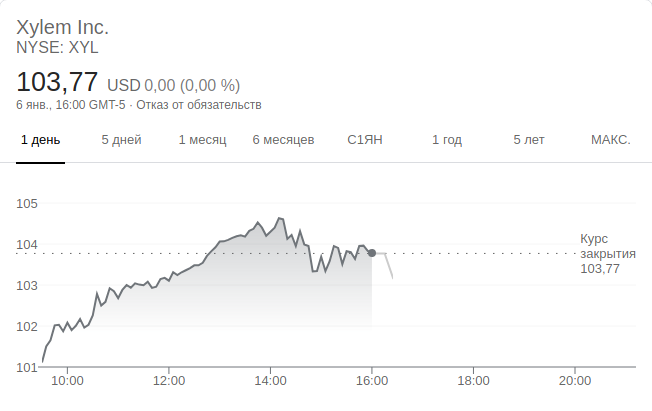 Xylem Inc.
NYSE: XYL
103,77 USD 0,00 (0,00 %)
6 янв., 16:00 GMT-5 · Отказ от обязательств
1 день 5 дней 1 месяц 6 месяцев С1ЯН 1 год 5 лет МАКС.
105
104
103
102
101
Курс
закрытия
103,77
10:00 12:00 14:00 16:00 18:00 20:00